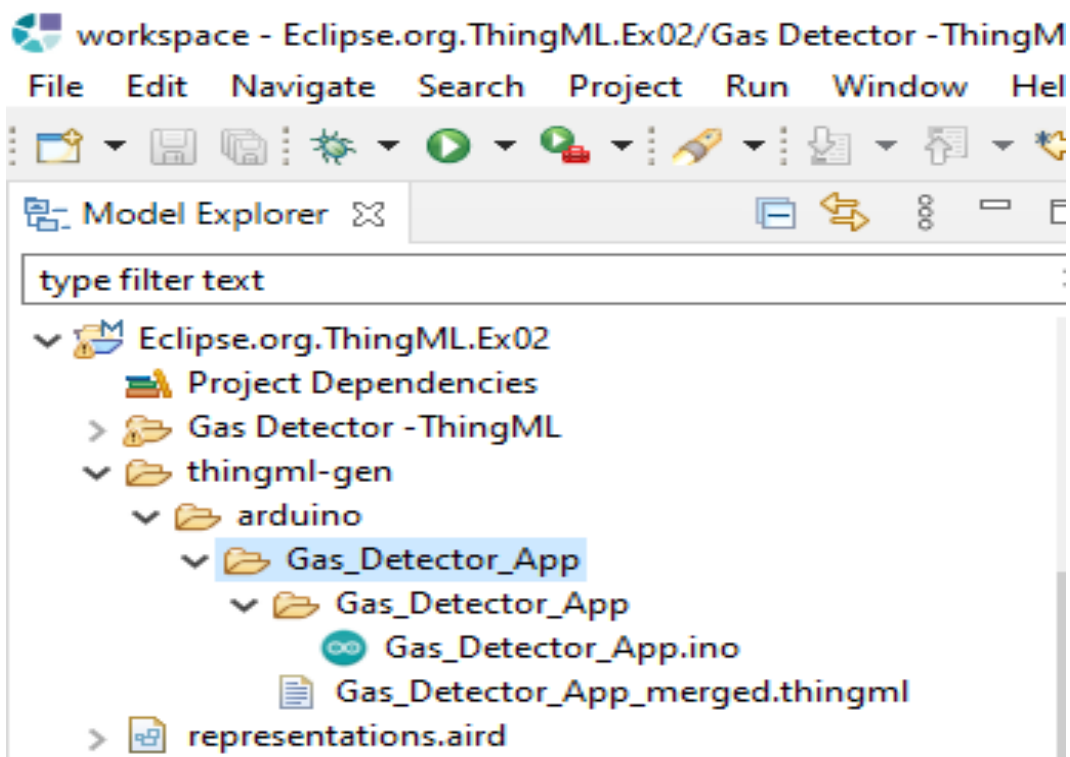 workspace - Eclipse.org.ThingML.Ex02/Gas Detector -ThingM
File Edit Navigate Search Project Run Window Hel
Model Explorer
type filter text
Eclipse.org.ThingML.Ex02
Project Dependencies
Gas Detector -ThingML
thingml-gen
arduino
Gas_Detector_App
Gas_Detector_App
Gas_Detector_App.ino
Gas_Detector_App_merged.thingml
representations.aird